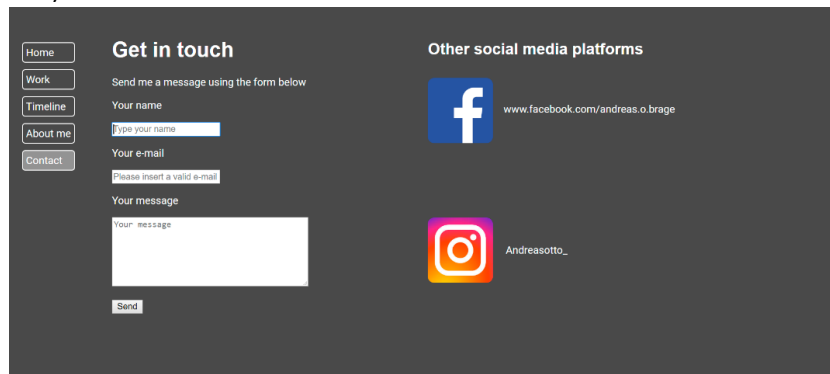 Home
Work
Timeline
About me
Contact
Get in touch
Send me a message using the form below
Your name
Type your name
Your e-mail
Please insert a valid e-mail
Your message
Your message
Send
Other social media platforms
www.facebook.com/andreas.o.brage
Andreasotto_